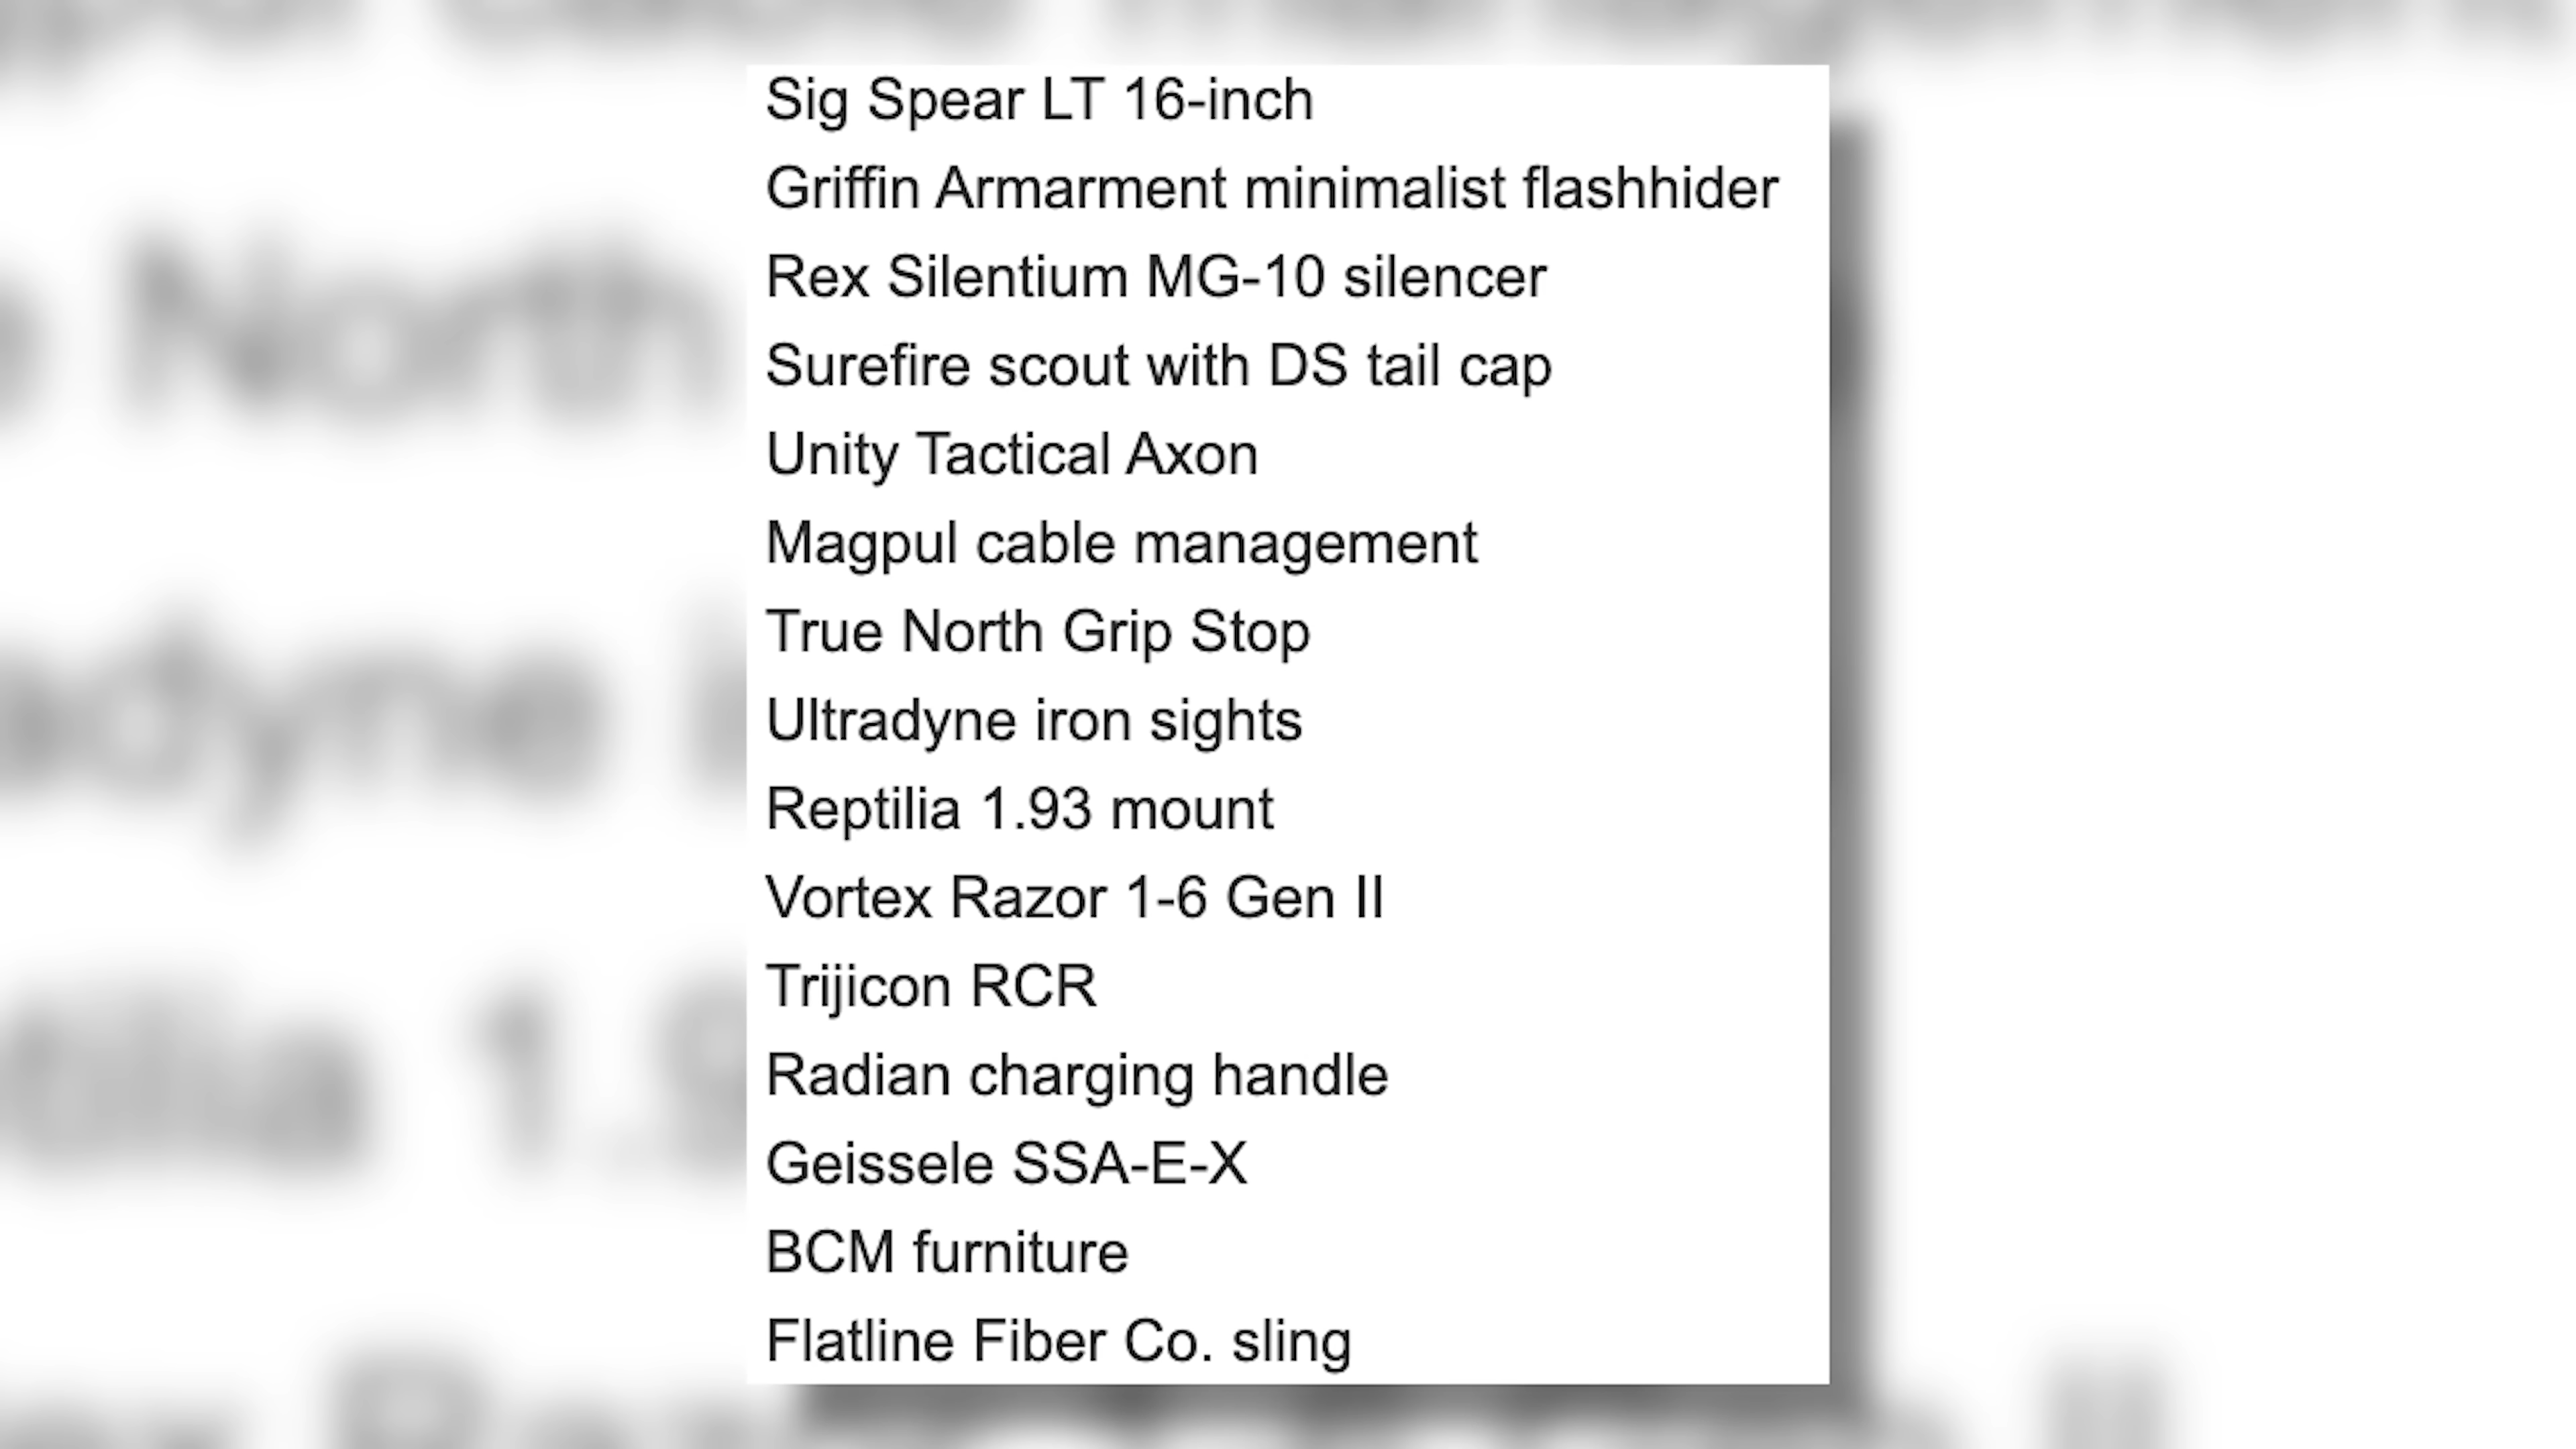 Sig Spear LT 16-inch
Griffin Armarment minimalist flashhider
Rex Silentium MG-10 silencer
Surefire scout with DS tail cap
Unity Tactical Axon
Magpul cable management
True North Grip Stop
Ultradyne iron sights
Reptilia 1.93 mount
Vortex Razor 1-6 Gen II
Trijicon RCR
Radian charging handle
Geissele SSA-E-X
BCM furniture
Flatline Fiber Co. sling